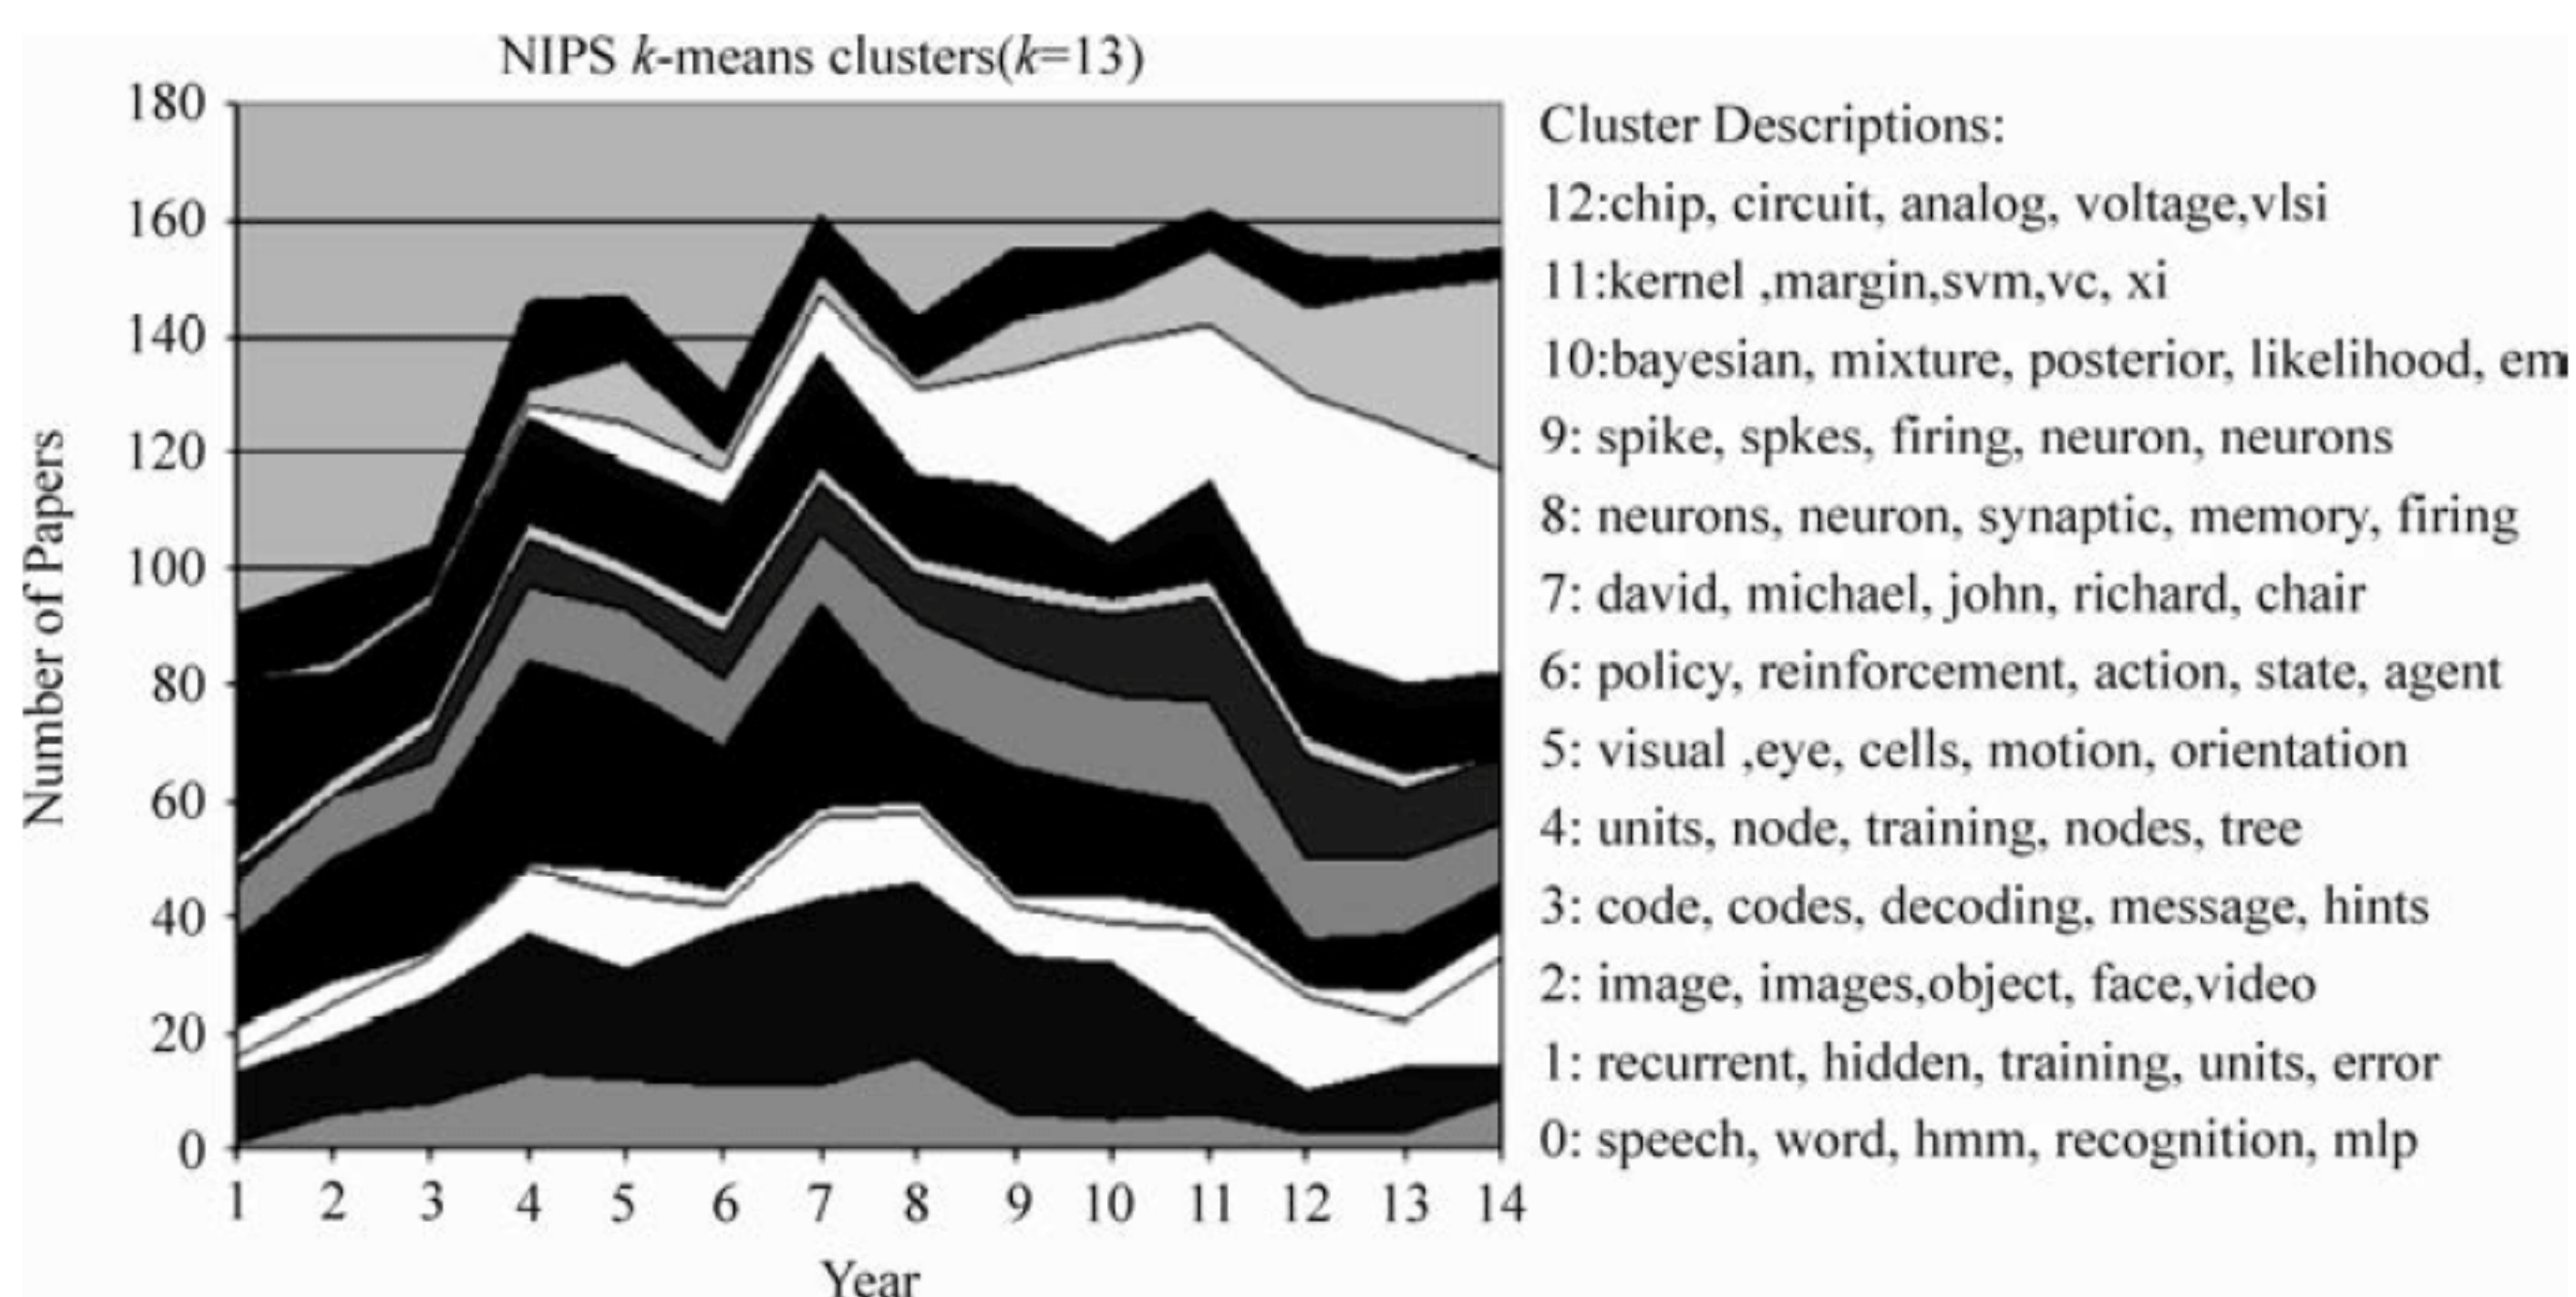 NIPS k-means clusters(k=13)
180
160
140
120
100
80
60
40
20
0
Number of Papers
1 2 3 4 5 6 7 8 9 10 11 12 13 14
Year
Cluster Descriptions:
12:chip, circuit, analog, voltage,vlsi
11:kernel ,margin,svm,vc, xi
10:bayesian, mixture, posterior, likelihood, em
9: spike, spkes, firing, neuron, neurons
8: neurons, neuron, synaptic, memory, firing
7: david, michael, john, richard, chair
6: policy, reinforcement, action, state, agent
5: visual ,eye, cells, motion, orientation
4: units, node, training, nodes, tree
3: code, codes, decoding, message, hints
2: image, images,object, face,video
1: recurrent, hidden, training, units, error
0: speech, word, hmm, recognition, mlp